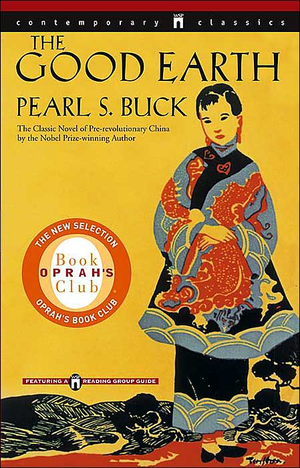 contemporary classics
THE
GOOD EARTH
PEARL S. BUCK
The Classic Novel of Pre-revolutionary China
by the Nobel Prize-winning Author
THE NEW SELECTION
Book
OPRAH'S
Club®
OPRAH'S BOOK CLUB®
FEATURING A READING GROUP GUIDE